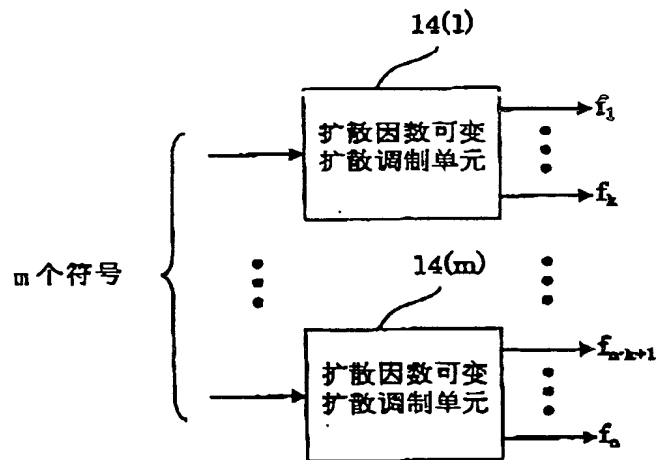 14(1)
扩散因数可变
扩散调制单元
f1
fk
m个符号
14(m)
扩散因数可变
扩散调制单元
fn-k+1
fn